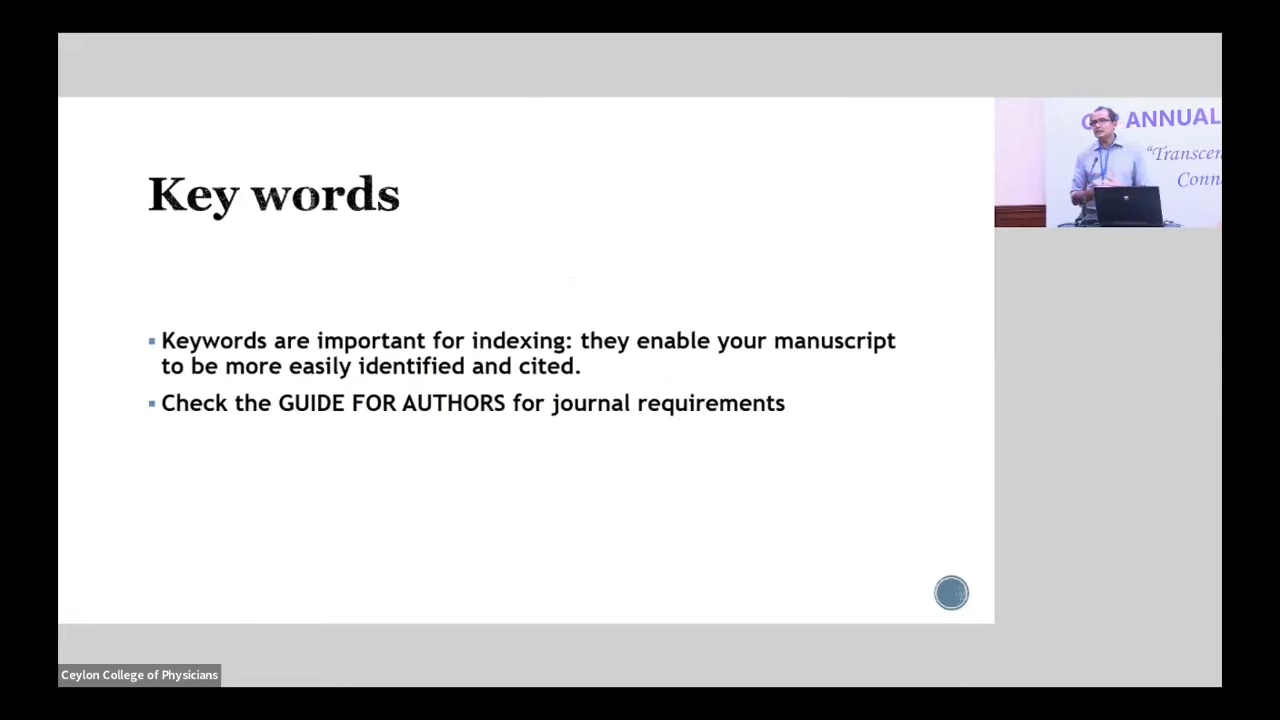 Key words
Keywords are important for indexing: they enable your manuscript
to be more easily identified and cited.
Check the GUIDE FOR AUTHORS for journal requirements
ANNUAL
Ceylon College of Physicians